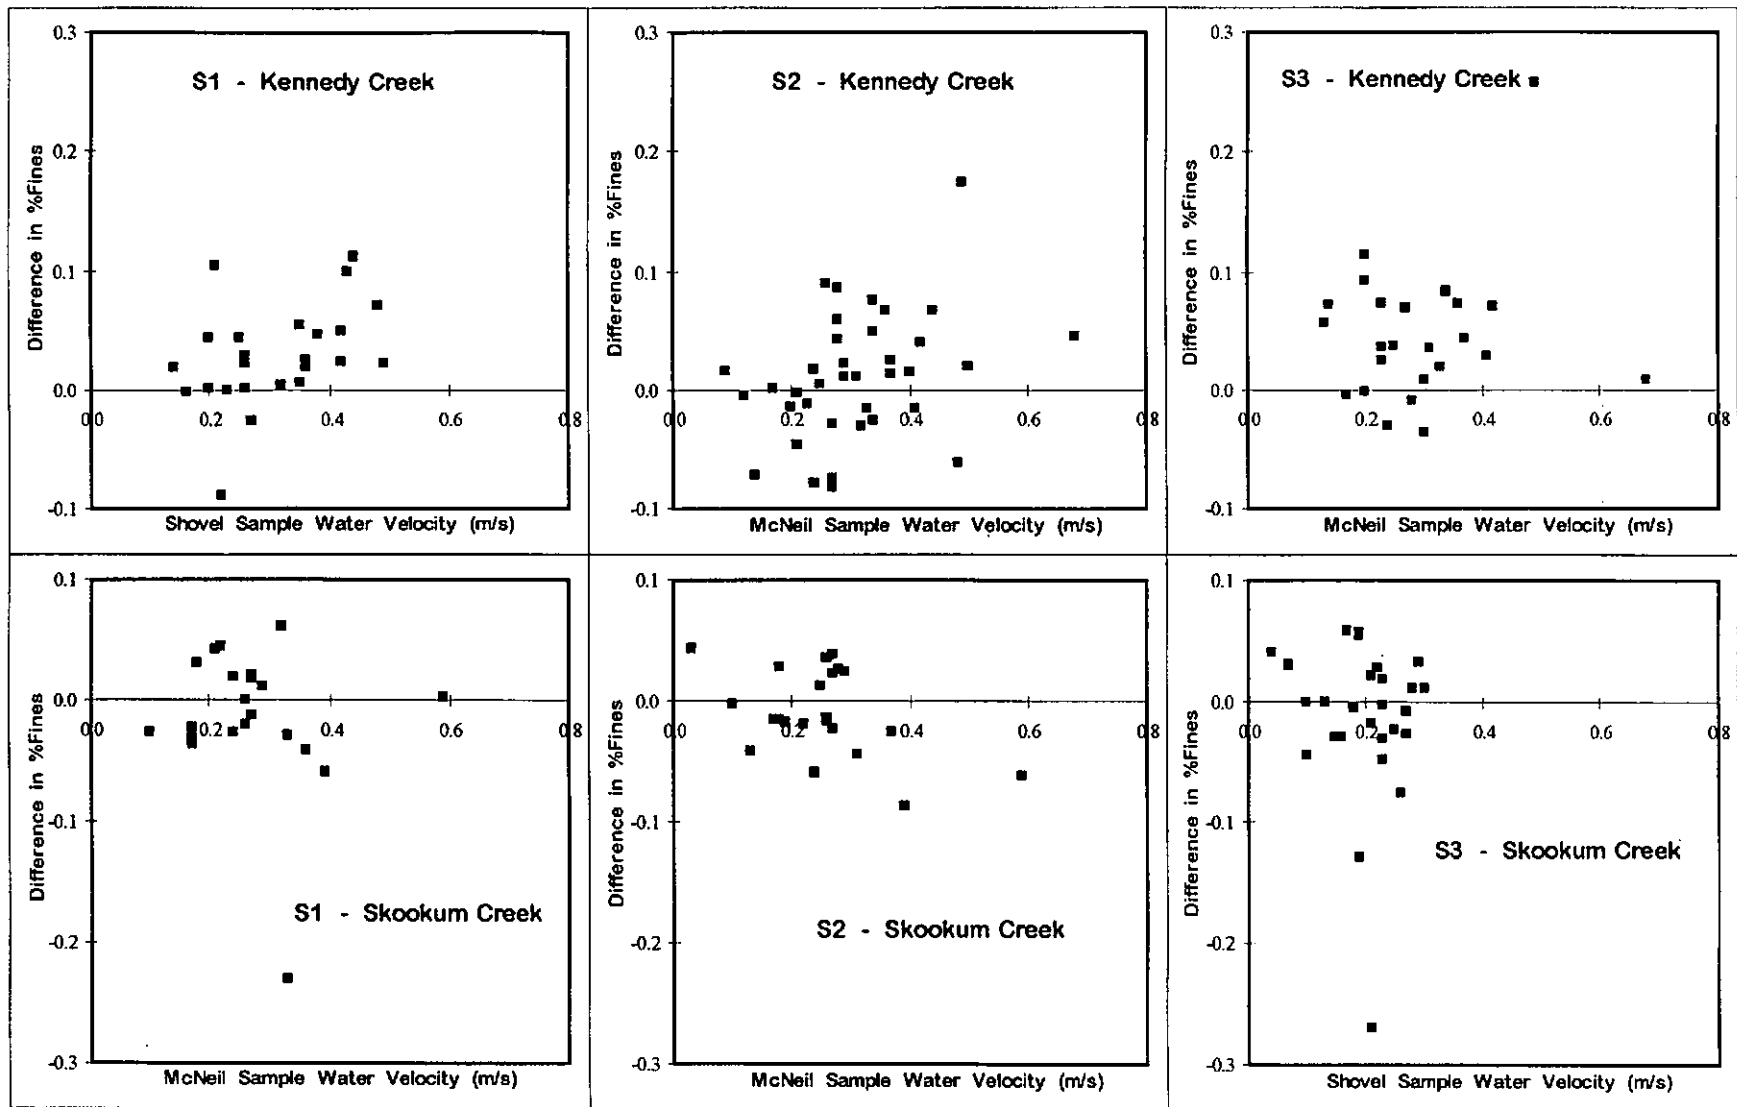 0.3
S1 - Kennedy Creek
0.2
0.1
0.0
-0.1
0.0 0.2 0.4 0.6 0.8
Difference in %Fines
Shovel Sample Water Velocity (m/s)
0.3
S2 - Kennedy Creek
0.2
0.1
0.0
-0.1
0.0 0.2 0.4 0.6 0.8
Difference in %Fines
McNeil Sample Water Velocity (m/s)
0.3
S3 - Kennedy Creek
0.2
0.1
0.0
-0.1
0.0 0.2 0.4 0.6 0.8
Difference in %Fines
McNeil Sample Water Velocity (m/s)
0.1
0.0
-0.1
-0.2
-0.3
0.0 0.2 0.4 0.6 0.8
Difference in %Fines
S1 - Skookum Creek
McNeil Sample Water Velocity (m/s)
0.1
0.0
-0.1
-0.2
-0.3
0.0 0.2 0.4 0.6 0.8
Difference in %Fines
S2 - Skookum Creek
McNeil Sample Water Velocity (m/s)
0.1
0.0
-0.1
-0.2
-0.3
0.0 0.2 0.4 0.6 0.8
Difference in %Fines
S3 - Skookum Creek
Shovel Sample Water Velocity (m/s)